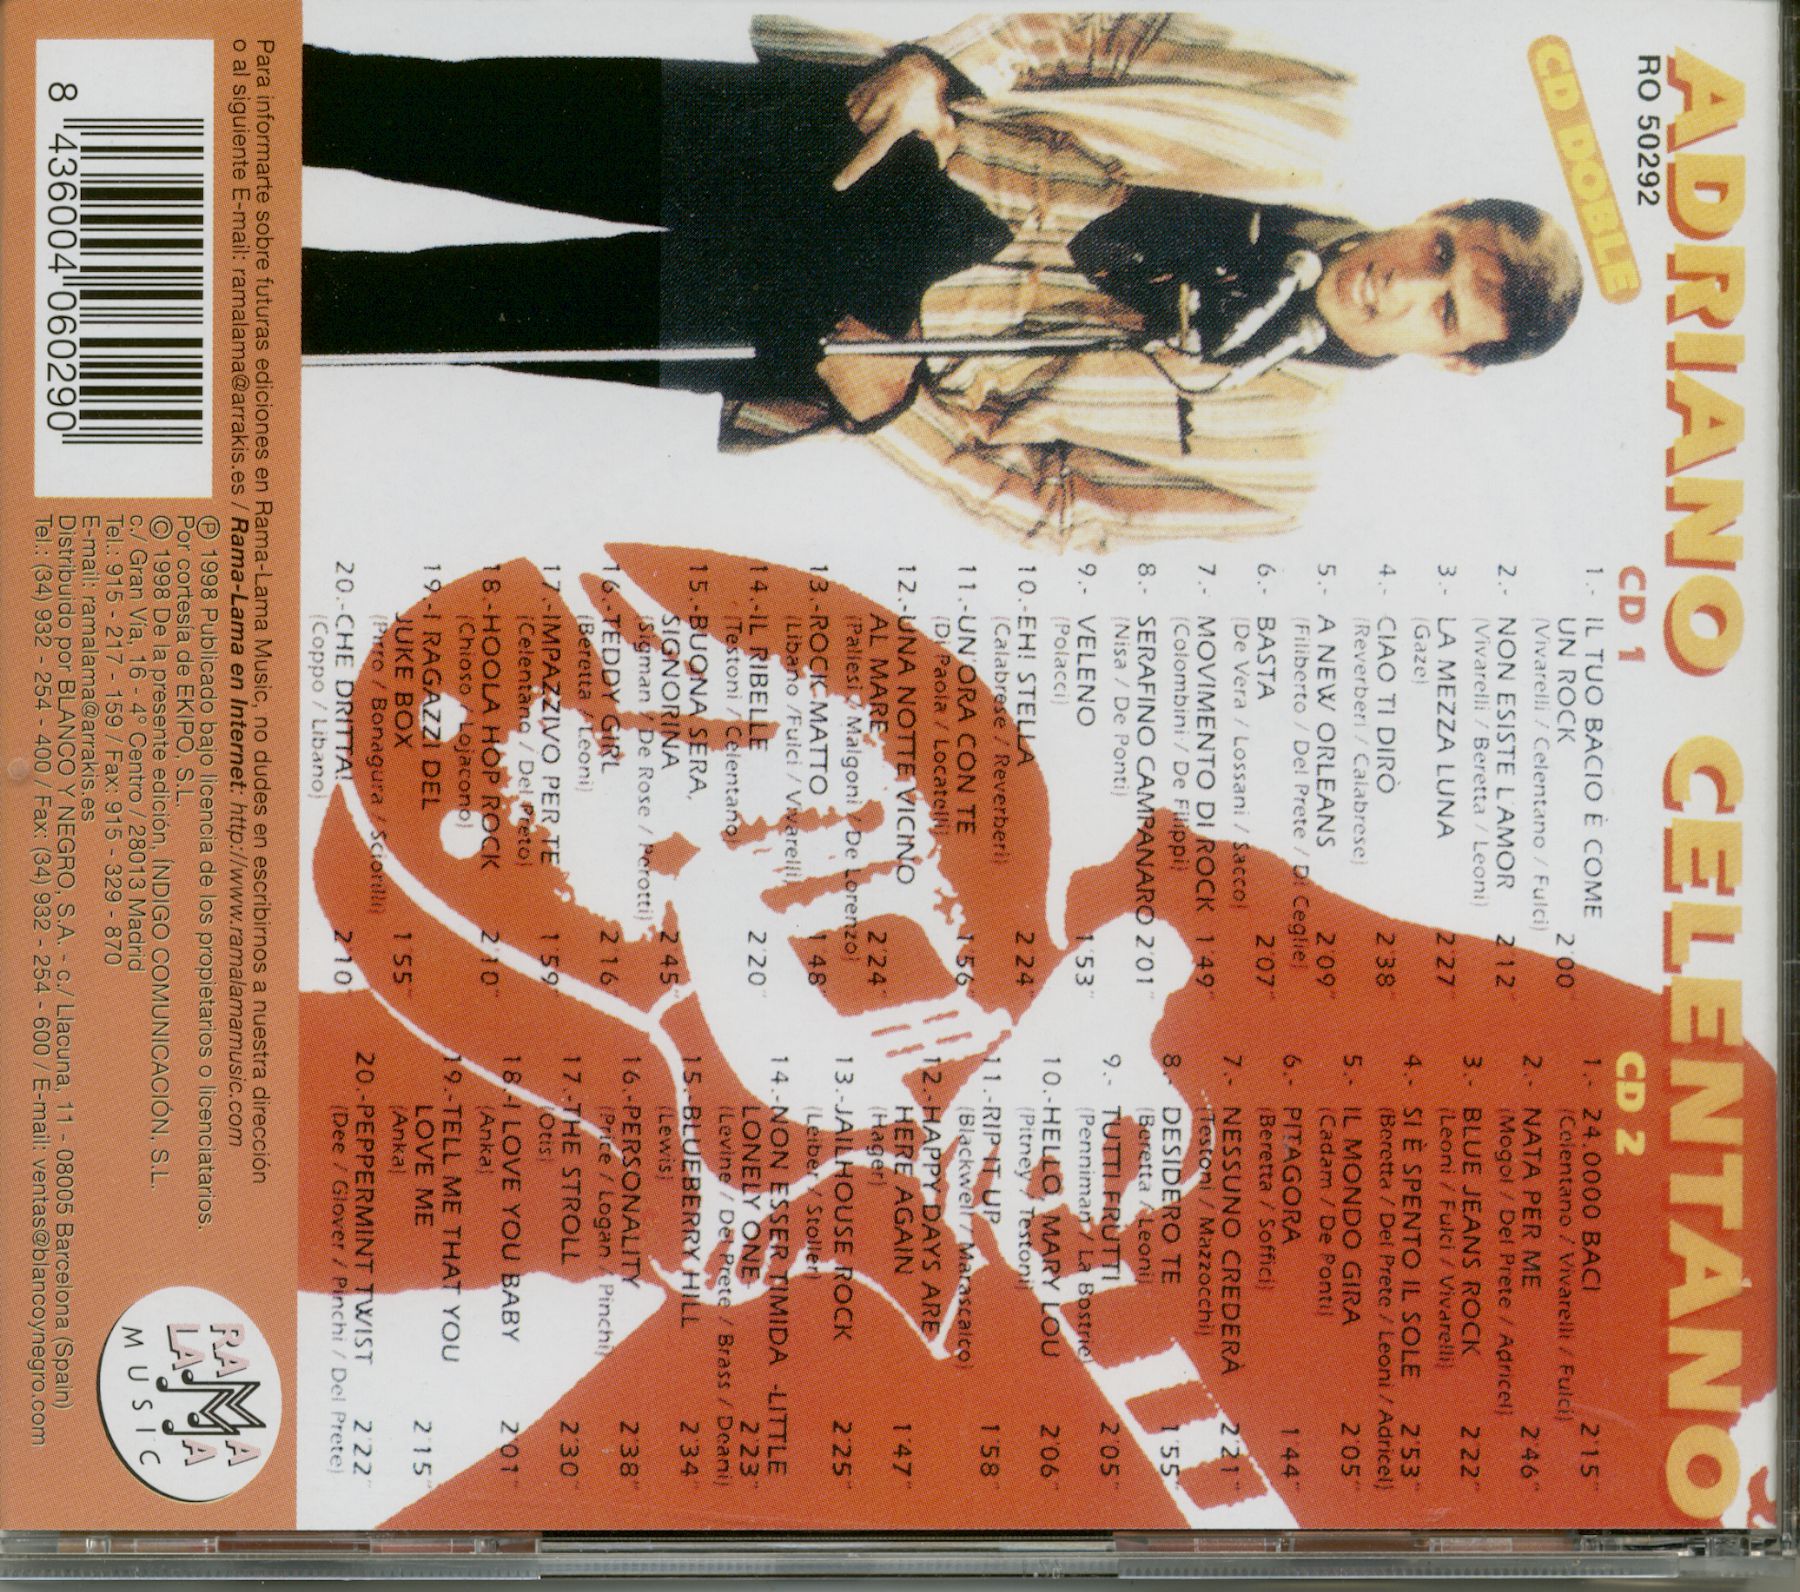 ADRIANO CELENTANO
RO 50292
CD DOBLE
CD 1
1.- IL TUO BACIO È COME
UN ROCK 2'00"
(Vivarelli / Celentano / Fulci)
2.- NON ESISTE L'AMOR 2'12"
(Vivarelli / Beretta / Leoni)
3.- LA MEZZA LUNA 2'27"
(Gaze)
4.- CIAO TI DIRÒ 2'38"
(Reverberi / Calabrese)
5.- A NEW ORLEANS 2'09"
(Filiberto / Del Prete / Di Ceglie)
6.- BASTA 2'07"
(De Vera / Lossani / Sacco)
7.- MOVIMENTO DI ROCK 1'49"
(Colombini / De Filippi)
8.- SERAFINO CAMPANARO 2'01"
(Nisa / De Ponti)
9.- VELENO 1'53"
(Polacci)
10.-EH! STELLA 2'24"
(Calabrese / Reverberi)
11.-UN'ORA CON TE 1'56"
(Di Paola / Locatelli)
12.-UNA NOTTE VICINO
AL MARE 2'24"
(Pallesi / Malgoni / De Lorenzo)
13.-ROCK MATTO 1'48"
(Libano / Fulci / Vivarelli)
14.-IL RIBELLE 2'20"
(Testoni / Celentano)
15.-BUONA SERA,
SIGNORINA 2'45"
(Sigman / De Rose / Perotti)
16.-TEDDY GIRL 2'16"
(Beretta / Leoni)
17.-IMPAZZIVO PER TE 1'59"
(Celentano / Del Preto)
18.-HOOLA HOP ROCK 2'10"
(Chioso / Lojacono)
19.-I RAGAZZI DEL
JUKE BOX 1'55"
(Pirro / Bonagura / Sciorilli)
20.-CHE DRITTA! 2'10"
(Coppo / Libano)
CD 2
1.- 24.0000 BACI 2'15"
(Celentano / Vivarelli / Fulci)
2.- NATA PER ME 2'46"
(Mogol / Del Prete / Adricel)
3.- BLUE JEANS ROCK 2'22"
(Leoni / Fulci / Vivarelli)
4.- SI È SPENTO IL SOLE 2'53"
(Beretta / Del Prete / Leoni / Adricel)
5.- IL MONDO GIRA 2'05"
(Cadam / De Ponti)
6.- PITAGORA 1'44"
(Beretta / Soffici)
7.- NESSUNO CREDERÀ 2'21"
(Testoni / Mazzocchi)
8.- DESIDERO TE 1'55"
(Beretta / Leoni)
9.- TUTTI FRUTTI 2'05"
(Penniman / La Bostrie)
10.-HELLO MARY LOU 2'06"
(Pitney / Testoni)
11.-RIP IT UP 1'58"
(Blackwell / Marascalco)
12.-HAPPY DAYS ARE
HERE AGAIN 1'47"
(Hager)
13.-JAILHOUSE ROCK 2'25"
(Leiber / Stoller)
14.-NON ESSER TIMIDA -LITTLE
LONELY ONE- 2'23"
(Levine / Del Prete / Brass / Deani)
15.-BLUEBERRY HILL 2'34"
(Lewis)
16.-PERSONALITY 2'38"
(Price / Logan / Pinchi)
17.-THE STROLL 2'30"
(Otis)
18.-I LOVE YOU BABY 2'01"
(Anka)
19.-TELL ME THAT YOU
LOVE ME 2'15"
(Anka)
20.-PEPPERMINT TWIST 2'22"
(Dee / Glover / Pinchi / Del Prete)
Para informarte sobre futuras ediciones en Rama-Lama Music, no dudes en escribirnos a nuestra dirección
o al siguiente E-mail: ramalama@arrakis.es / Rama-Lama en Internet: http://www.ramalamamusic.com
8 436004 060290
Ⓟ 1998 Publicado bajo licencia de los propietarios o licenciatarios.
Por cortesía de EKIPO, S.L.
© 1998 De la presente edición, ÍNDIGO COMUNICACIÓN, S.L.
c./ Gran Vía, 16 - 4º Centro / 28013 Madrid
Tel.: 915 - 217 - 159 / Fax: 915 - 329 - 870
E-mail: ramalama@arrakis.es
Distribuido por BLANCO Y NEGRO, S.A. - c./ Llacuna, 11 - 08005 Barcelona (Spain)
Tel.: (34) 932 - 254 - 400 / Fax: (34) 932 - 254 - 600 / E-mail: ventas@blancoynegro.com
RAMA
LAMA
MUSIC